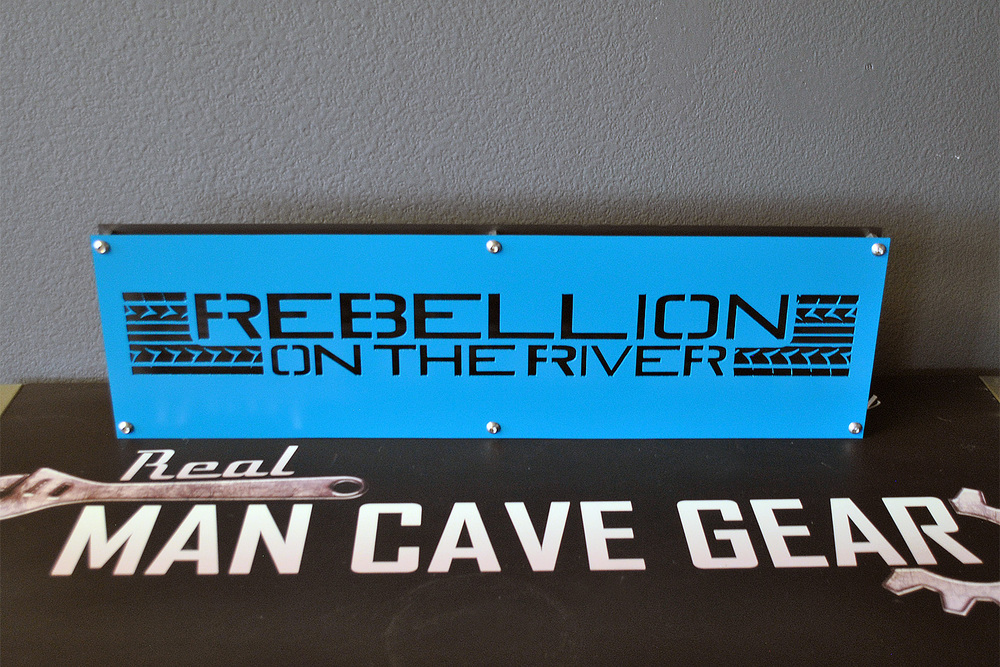 REBELLION
ON THE RIVER
Real
MAN CAVE GEAR